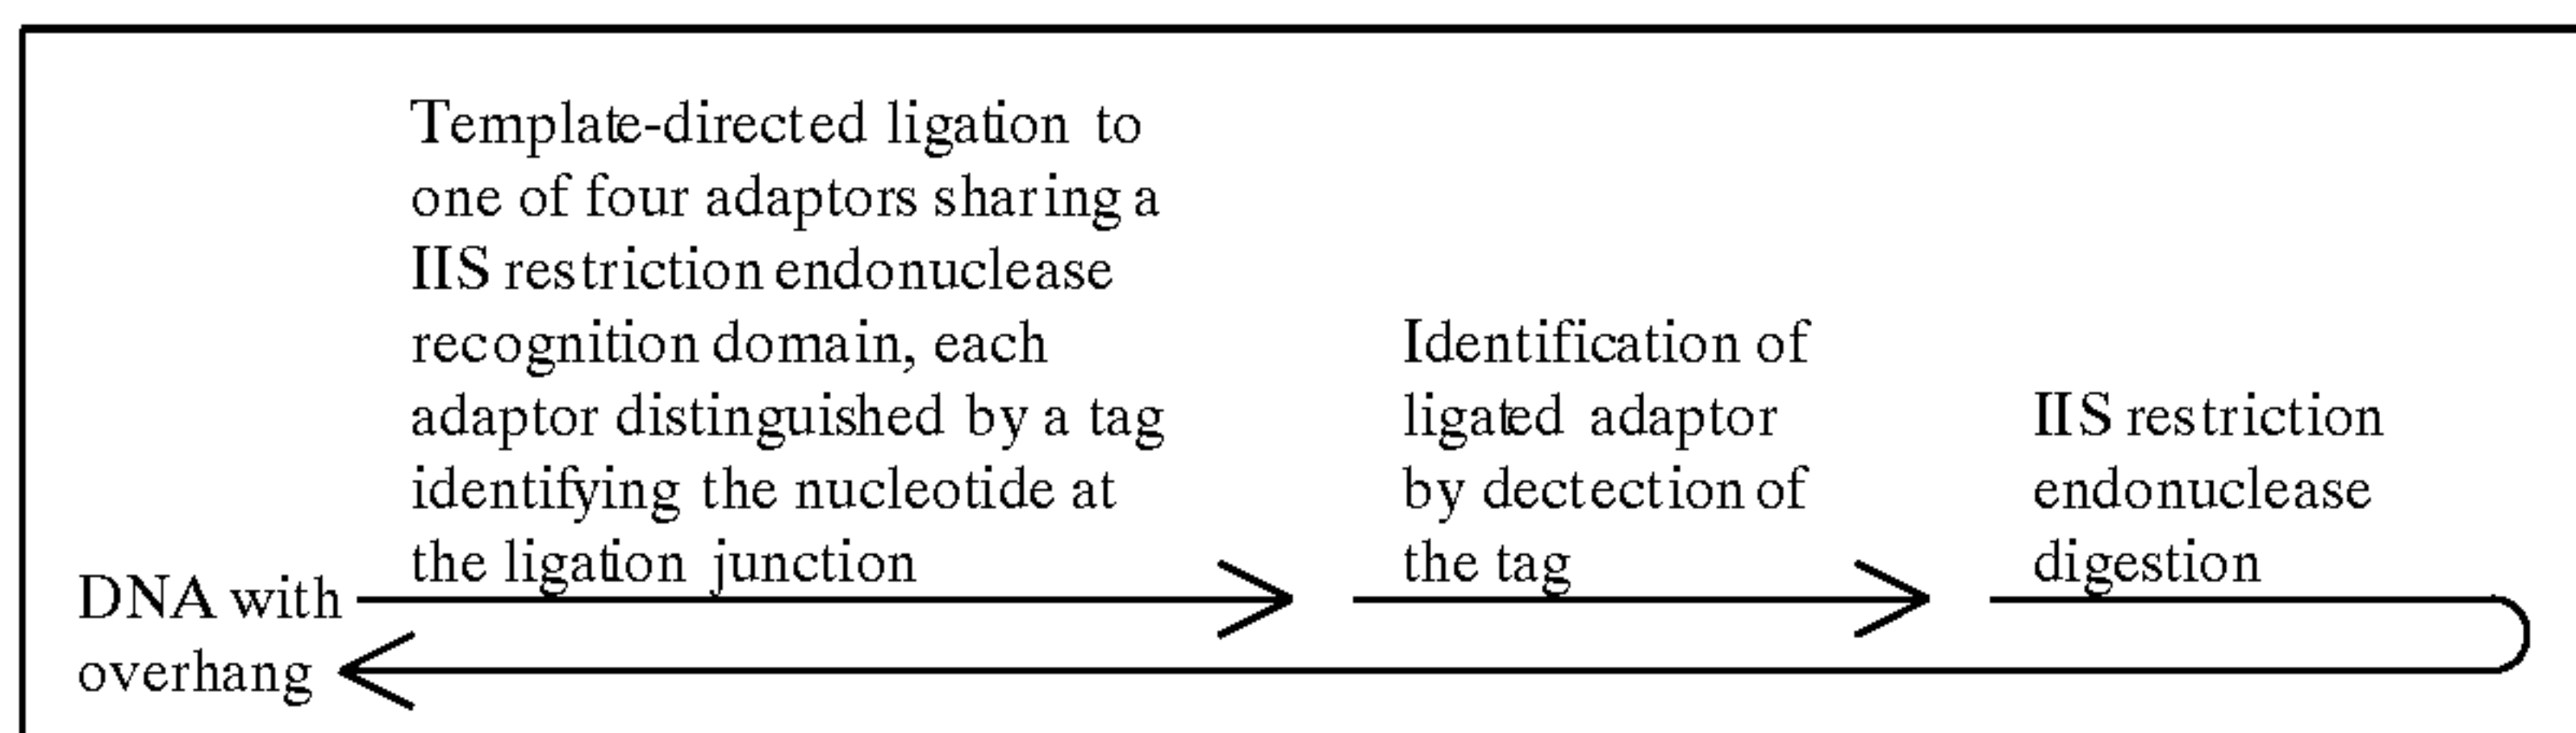 Template-directed ligation to
one of four adaptors sharing a
IIS restriction endonuclease
recognition domain, each
adaptor distinguished by a tag
identifying the nucleotide at
the ligation junction
Identification of
ligated adaptor
by dectection of
the tag
IIS restriction
endonuclease
digestion
DNA with
overhang